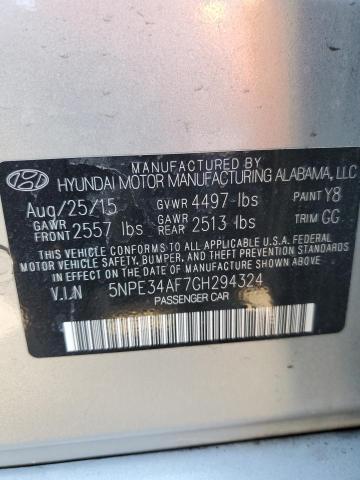 MANUFACTURED BY
HYUNDAI MOTOR MANUFACTURING ALABAMA, LLC
Aug/25/15 GVWR 4497-lbs PAINT Y8
GAWR FRONT 2557 lbs GAWR REAR 2513 lbs TRIM GG
THIS VEHICLE CONFORMS TO ALL APPLICABLE U.S.A. FEDERAL
MOTOR VEHICLE SAFETY, BUMPER, AND THEFT PREVENTION STANDARDS
IN EFFECT ON THE DATE OF MANUFACTURE SHOWN ABOVE.
V.I.N 5NPE34AF7GH294324
PASSENGER CAR